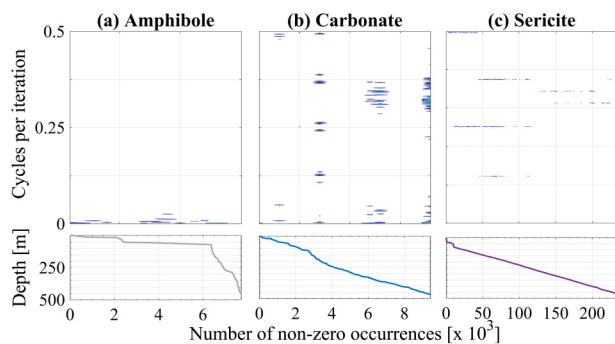 (a) Amphibole (b) Carbonate (c) Sericite
Cycles per iteration
0.5
0.25
0
Depth [m]
250
500
0 2 4 6 0 2 4 6 8 0 50 100 150 200
Number of non-zero occurrences [x 10³]